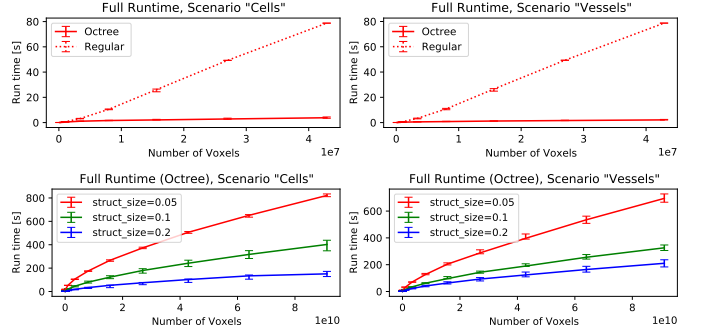 Full Runtime, Scenario "Cells"
Run time [s]
80
60
40
20
0
Octree
Regular
0 1 2 3 4
1e7
Number of Voxels
Full Runtime, Scenario "Vessels"
Run time [s]
80
60
40
20
0
Octree
Regular
0 1 2 3 4
1e7
Number of Voxels
Full Runtime (Octree), Scenario "Cells"
Run time [s]
800
600
400
200
0
struct_size=0.05
struct_size=0.1
struct_size=0.2
0 2 4 6 8
1e10
Number of Voxels
Full Runtime (Octree), Scenario "Vessels"
Run time [s]
600
400
200
0
struct_size=0.05
struct_size=0.1
struct_size=0.2
0 2 4 6 8
1e10
Number of Voxels